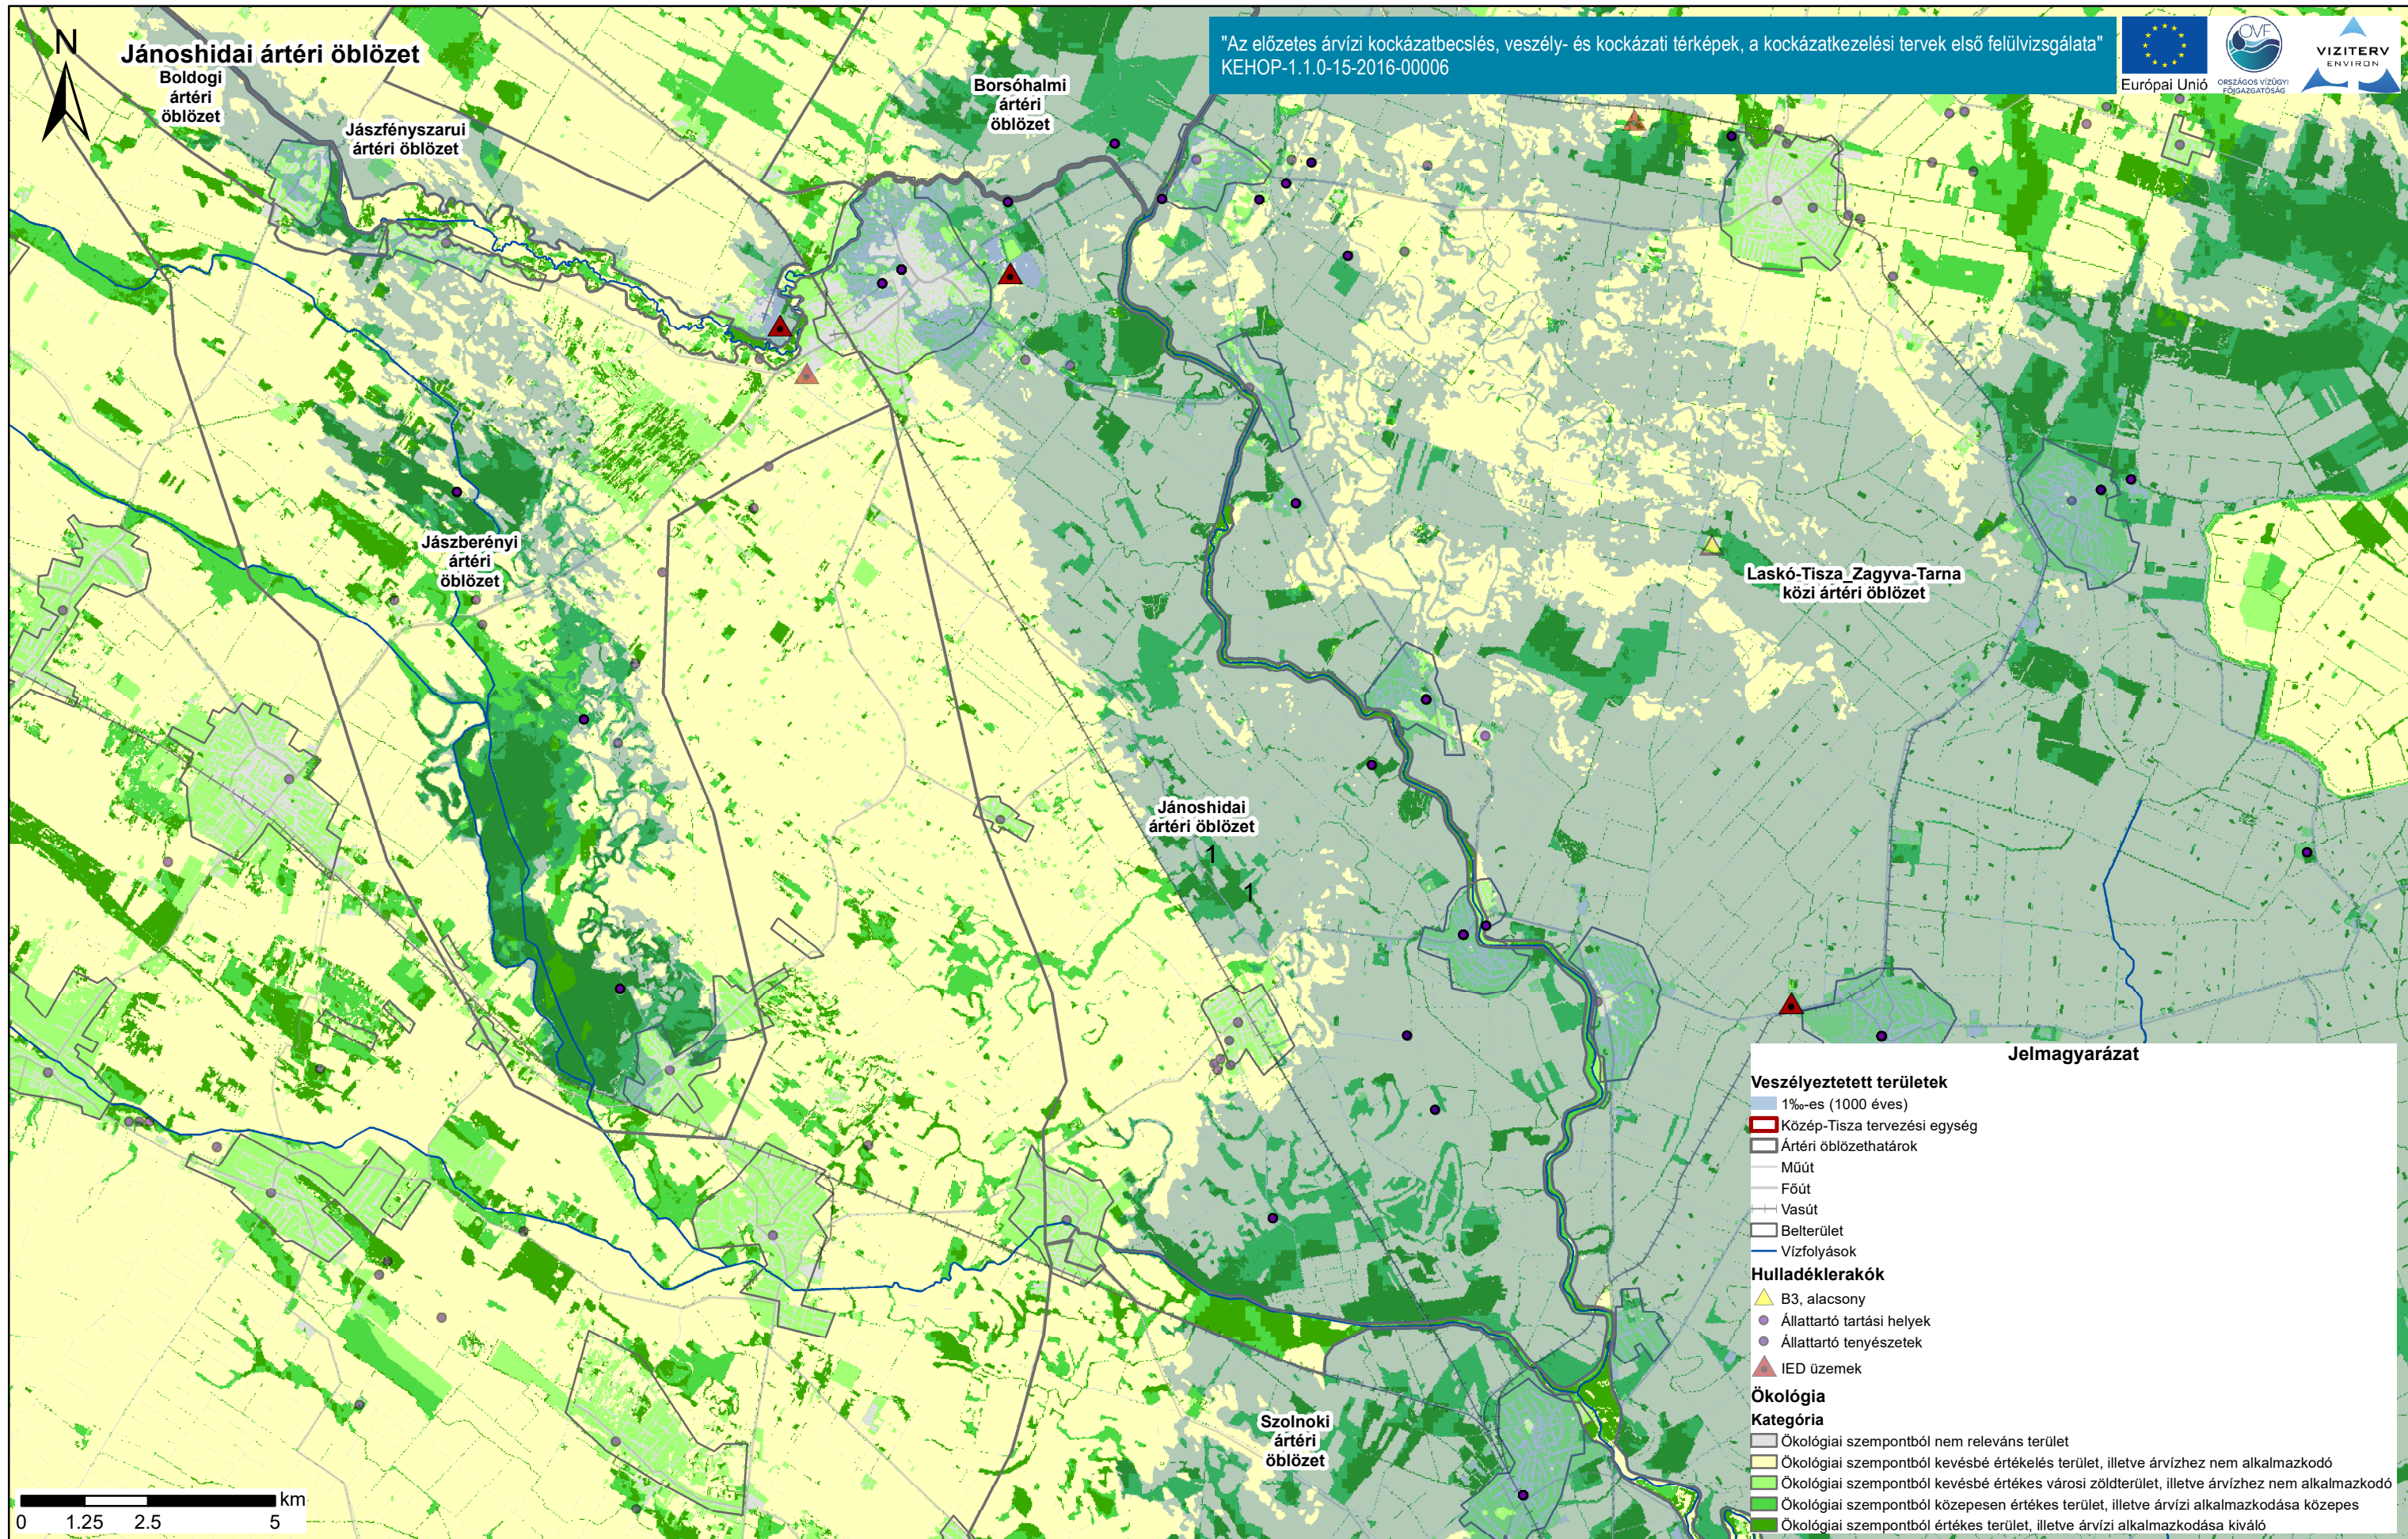 N
Jánoshidai ártéri öblözet
Boldogi
ártéri
öblözet
Jászfényszarui
ártéri öblözet
Borsóhalmi
ártéri
öblözet
"Az előzetes árvízi kockázatbecslés, veszély- és kockázati térképek, a kockázatkezelési tervek első felülvizsgálata"
KEHOP-1.1.0-15-2016-00006
Európai Unió
OVF
ORSZÁGOS VÍZÜGYI
FŐIGAZGATÓSÁG
VIZITERV
ENVIRON
Jászberényi
ártéri
öblözet
Laskó-Tisza_Zagyva-Tarna
közi ártéri öblözet
Jánoshidai
ártéri öblözet
1
1
Szolnoki
ártéri
öblözet
Jelmagyarázat
Veszélyeztetett területek
1‰-es (1000 éves)
Közép-Tisza tervezési egység
Ártéri öblözethatárok
Műút
Főút
Vasút
Belterület
Vízfolyások
Hulladéklerakók
B3, alacsony
Állattartó tartási helyek
Állattartó tenyészetek
IED üzemek
Ökológia
Kategória
Ökológiai szempontból nem releváns terület
Ökológiai szempontból kevésbé értékelés terület, illetve árvízhez nem alkalmazkodó
Ökológiai szempontból kevésbé értékes városi zöldterület, illetve árvízhez nem alkalmazkodó
Ökológiai szempontból közepesen értékes terület, illetve árvízi alkalmazkodása közepes
Ökológiai szempontból értékes terület, illetve árvízi alkalmazkodása kiváló
km
0 1.25 2.5 5